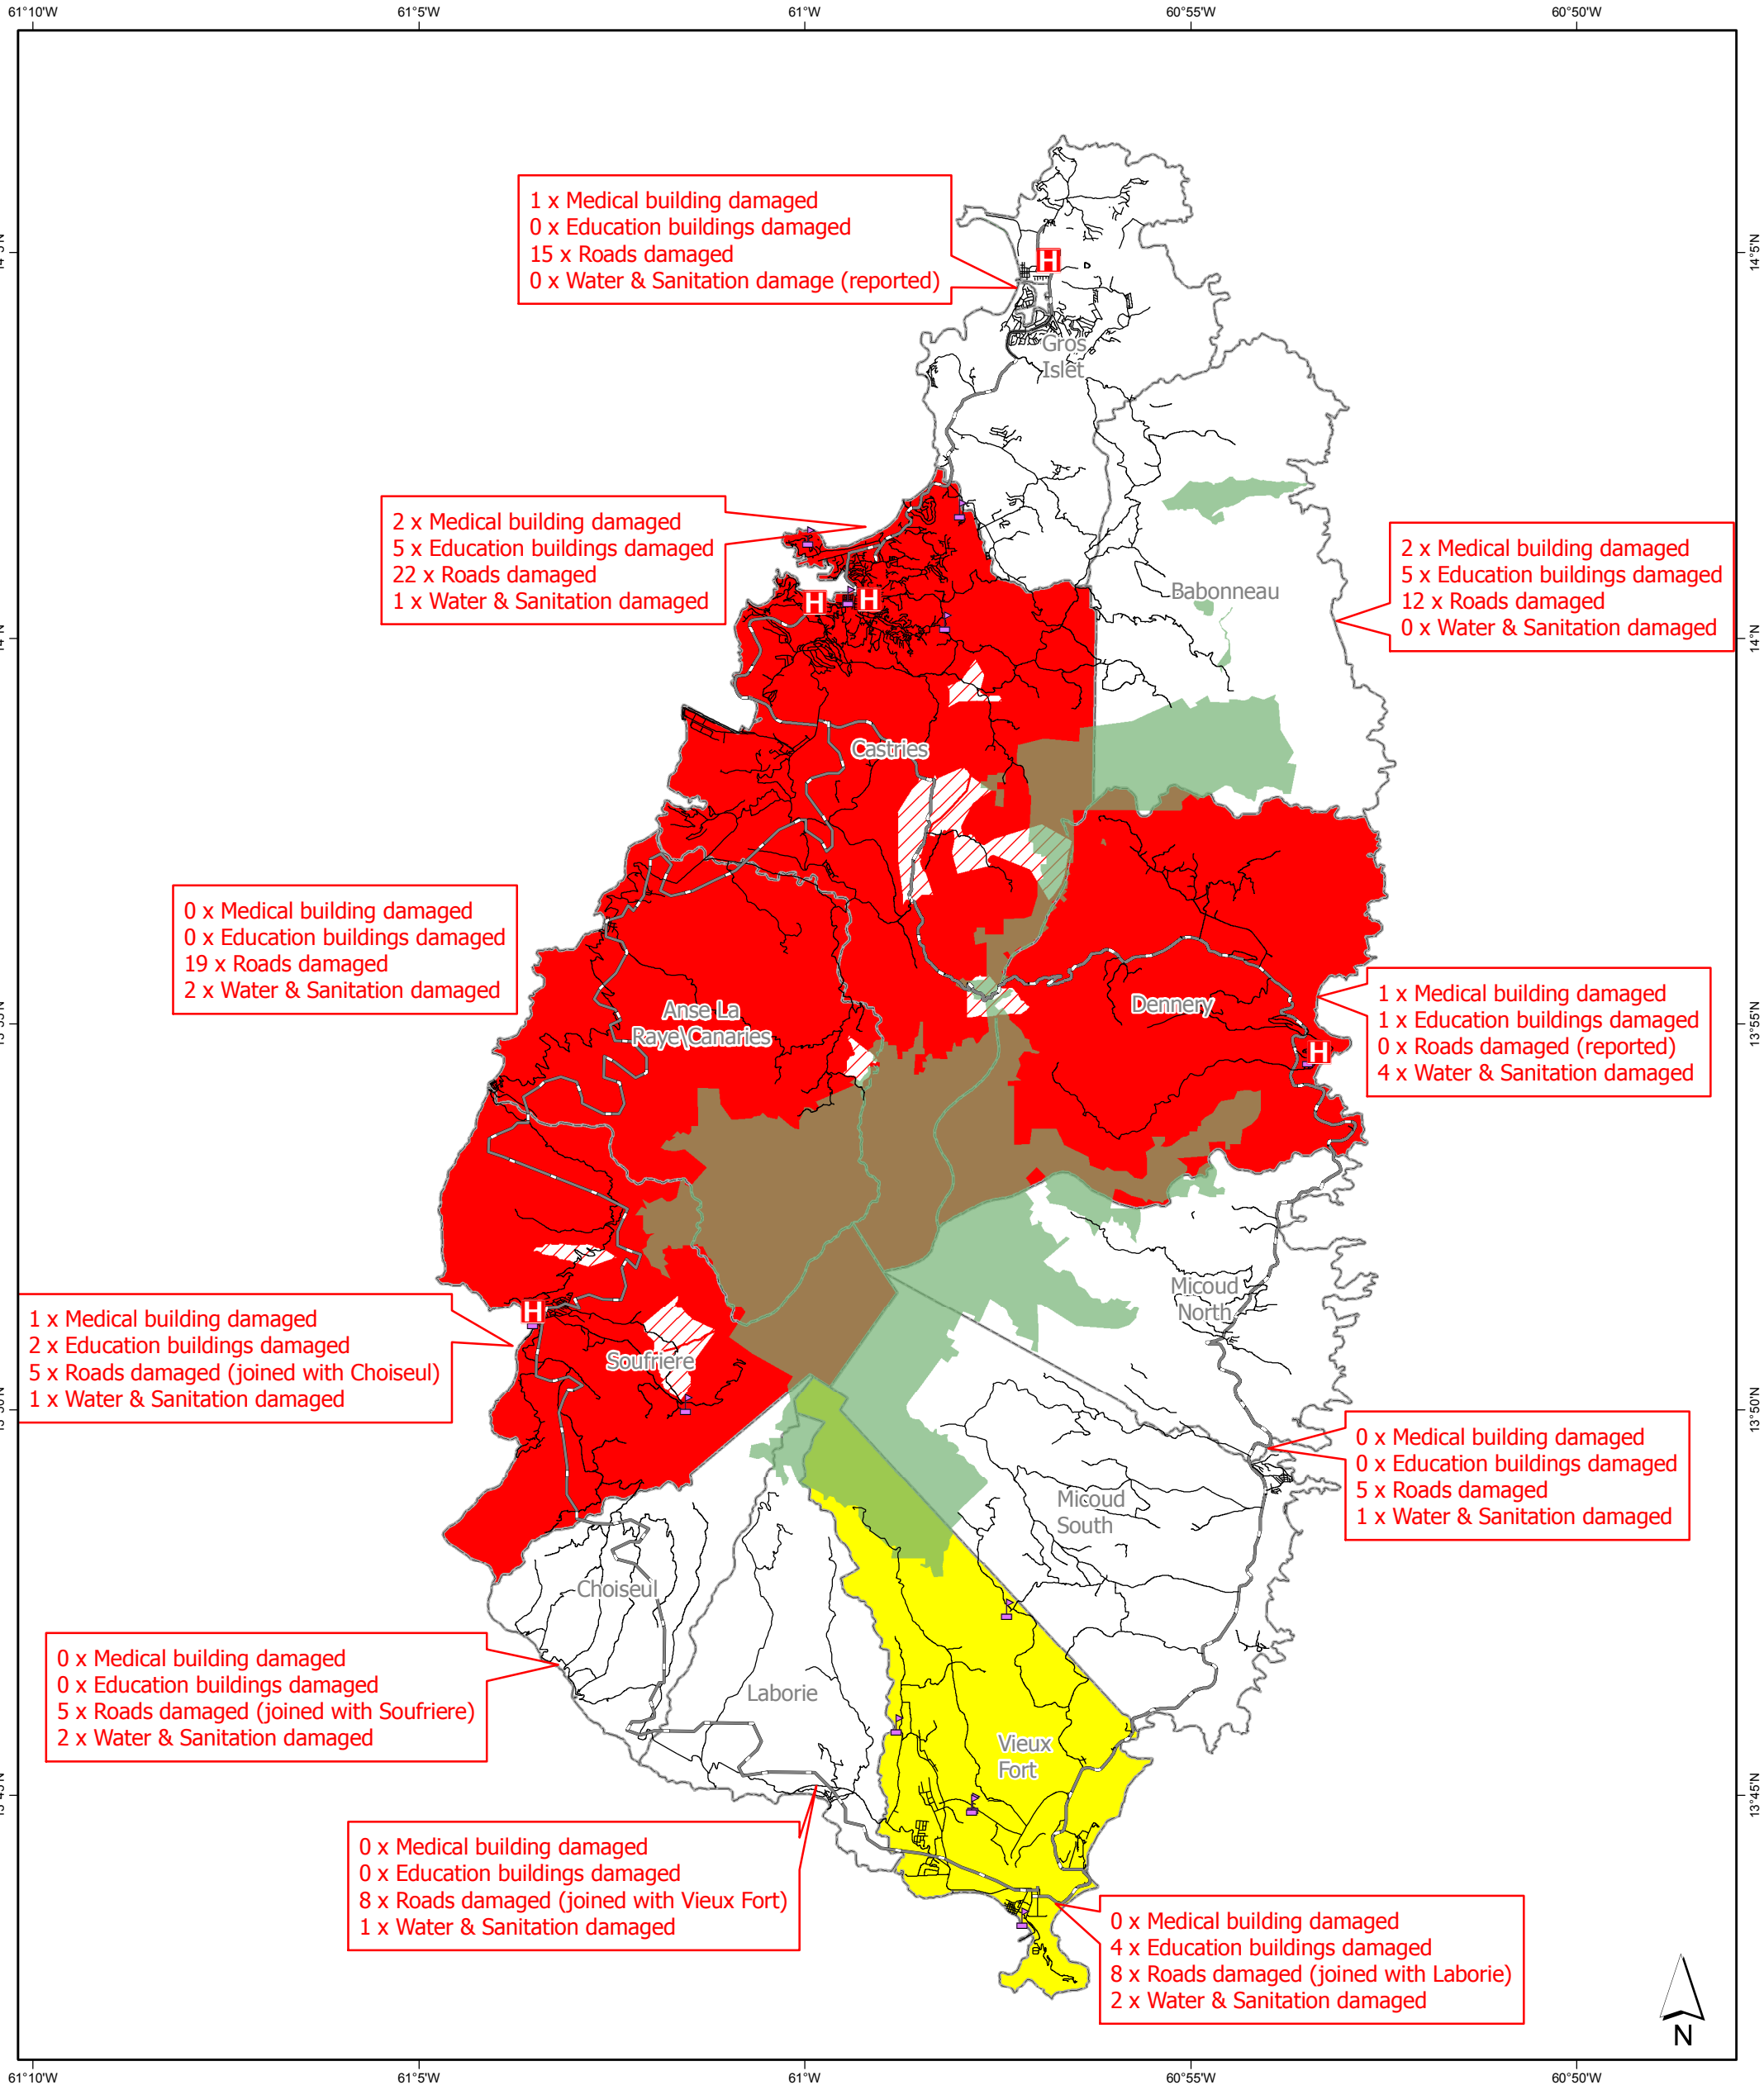 61°10'W
61°5'W
61°W
60°55'W
60°50'W
1 x Medical building damaged
0 x Education buildings damaged
15 x Roads damaged
0 x Water & Sanitation damage (reported)
14°5'N
H
Gros
Islet
2 x Medical building damaged
5 x Education buildings damaged
22 x Roads damaged
1 x Water & Sanitation damaged
2 x Medical building damaged
5 x Education buildings damaged
12 x Roads damaged
0 x Water & Sanitation damaged
Babonneau
H
H
14°N
Castries
0 x Medical building damaged
0 x Education buildings damaged
19 x Roads damaged
2 x Water & Sanitation damaged
Anse La
Raye\Canaries
Dennery
1 x Medical building damaged
1 x Education buildings damaged
0 x Roads damaged (reported)
4 x Water & Sanitation damaged
13°55'N
H
Micoud
North
1 x Medical building damaged
2 x Education buildings damaged
5 x Roads damaged (joined with Choiseul)
1 x Water & Sanitation damaged
H
Soufriere
13°50'N
0 x Medical building damaged
0 x Education buildings damaged
5 x Roads damaged
1 x Water & Sanitation damaged
Micoud
South
Choiseul
0 x Medical building damaged
0 x Education buildings damaged
5 x Roads damaged (joined with Soufriere)
2 x Water & Sanitation damaged
Laborie
Vieux
Fort
13°45'N
0 x Medical building damaged
0 x Education buildings damaged
8 x Roads damaged (joined with Vieux Fort)
1 x Water & Sanitation damaged
0 x Medical building damaged
4 x Education buildings damaged
8 x Roads damaged (joined with Laborie)
2 x Water & Sanitation damaged
N
61°10'W
61°5'W
61°W
60°55'W
60°50'W